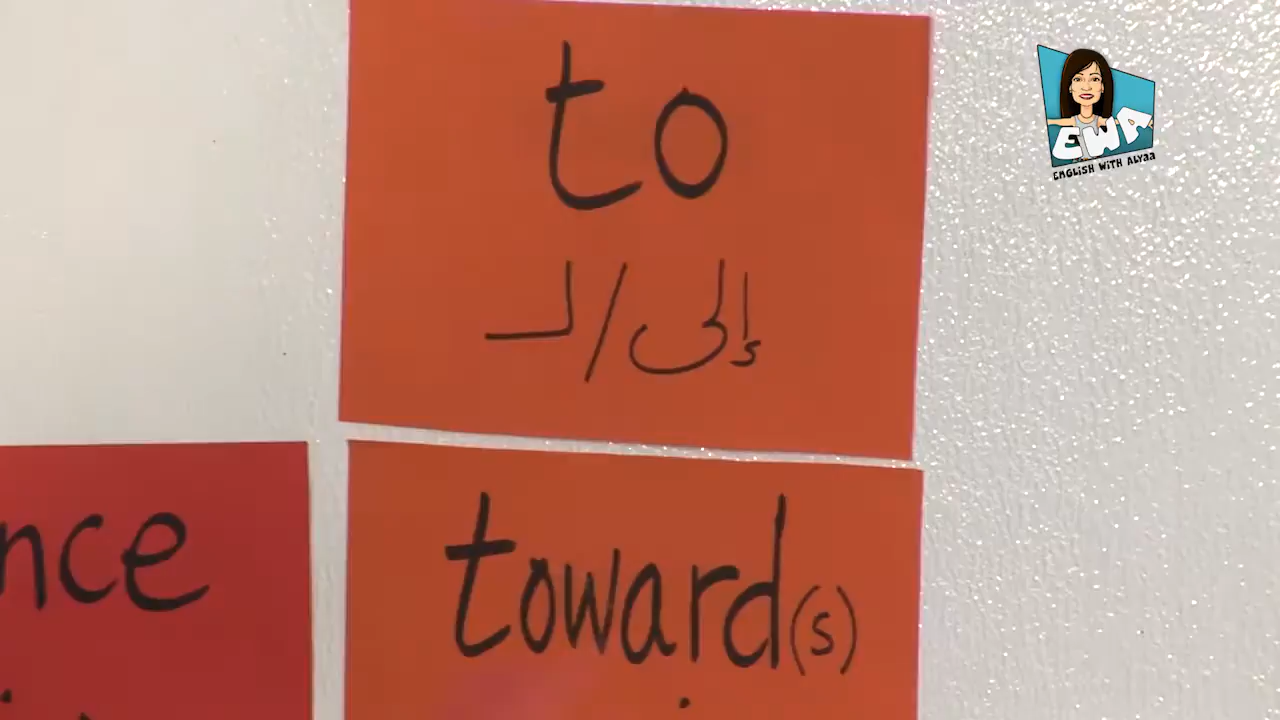 to
إلى / لـ
toward(s)
nce
EWA
ENGLISH WITH ALYAA